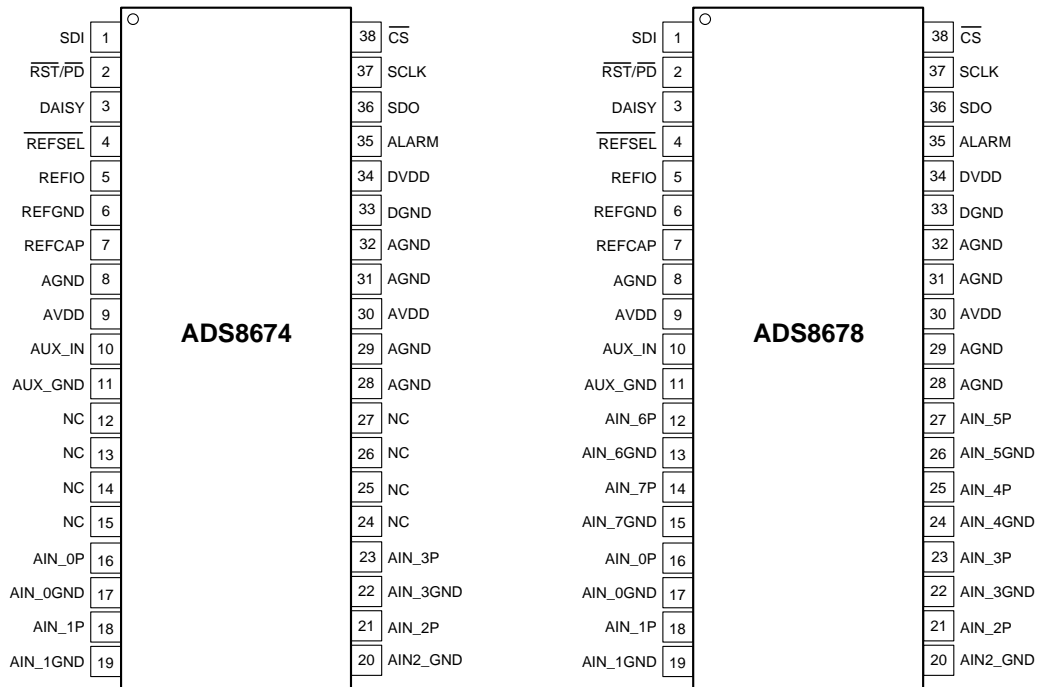 SDI 1 38 CS SDI 1 38 CS
RST/PD 2 37 SCLK RST/PD 2 37 SCLK
DAISY 3 36 SDO DAISY 3 36 SDO
REFSEL 4 35 ALARM REFSEL 4 35 ALARM
REFIO 5 34 DVDD REFIO 5 34 DVDD
REFGND 6 33 DGND REFGND 6 33 DGND
REFCAP 7 32 AGND REFCAP 7 32 AGND
AGND 8 31 AGND AGND 8 31 AGND
AVDD 9 30 AVDD AVDD 9 30 AVDD
ADS8674 ADS8678
AUX_IN 10 29 AGND AUX_IN 10 29 AGND
AUX_GND 11 28 AGND AUX_GND 11 28 AGND
NC 12 27 NC AIN_6P 12 27 AIN_5P
NC 13 26 NC AIN_6GND 13 26 AIN_5GND
NC 14 25 NC AIN_7P 14 25 AIN_4P
NC 15 24 NC AIN_7GND 15 24 AIN_4GND
AIN_0P 16 23 AIN_3P AIN_0P 16 23 AIN_3P
AIN_0GND 17 22 AIN_3GND AIN_0GND 17 22 AIN_3GND
AIN_1P 18 21 AIN_2P AIN_1P 18 21 AIN_2P
AIN_1GND 19 20 AIN2_GND AIN_1GND 19 20 AIN2_GND